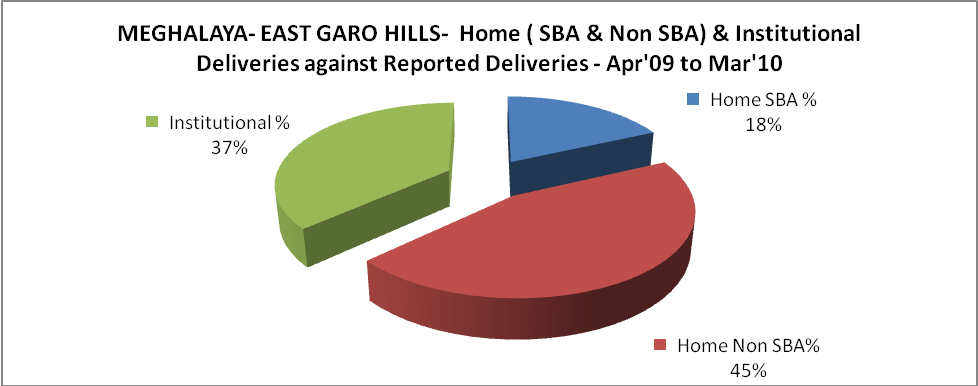 MEGHALAYA- EAST GARO HILLS-  Home ( SBA & Non SBA) & Institutional
Deliveries against Reported Deliveries - Apr'09 to Mar'10
Home SBA %
18%
Institutional %
37%
Home Non SBA%
45%